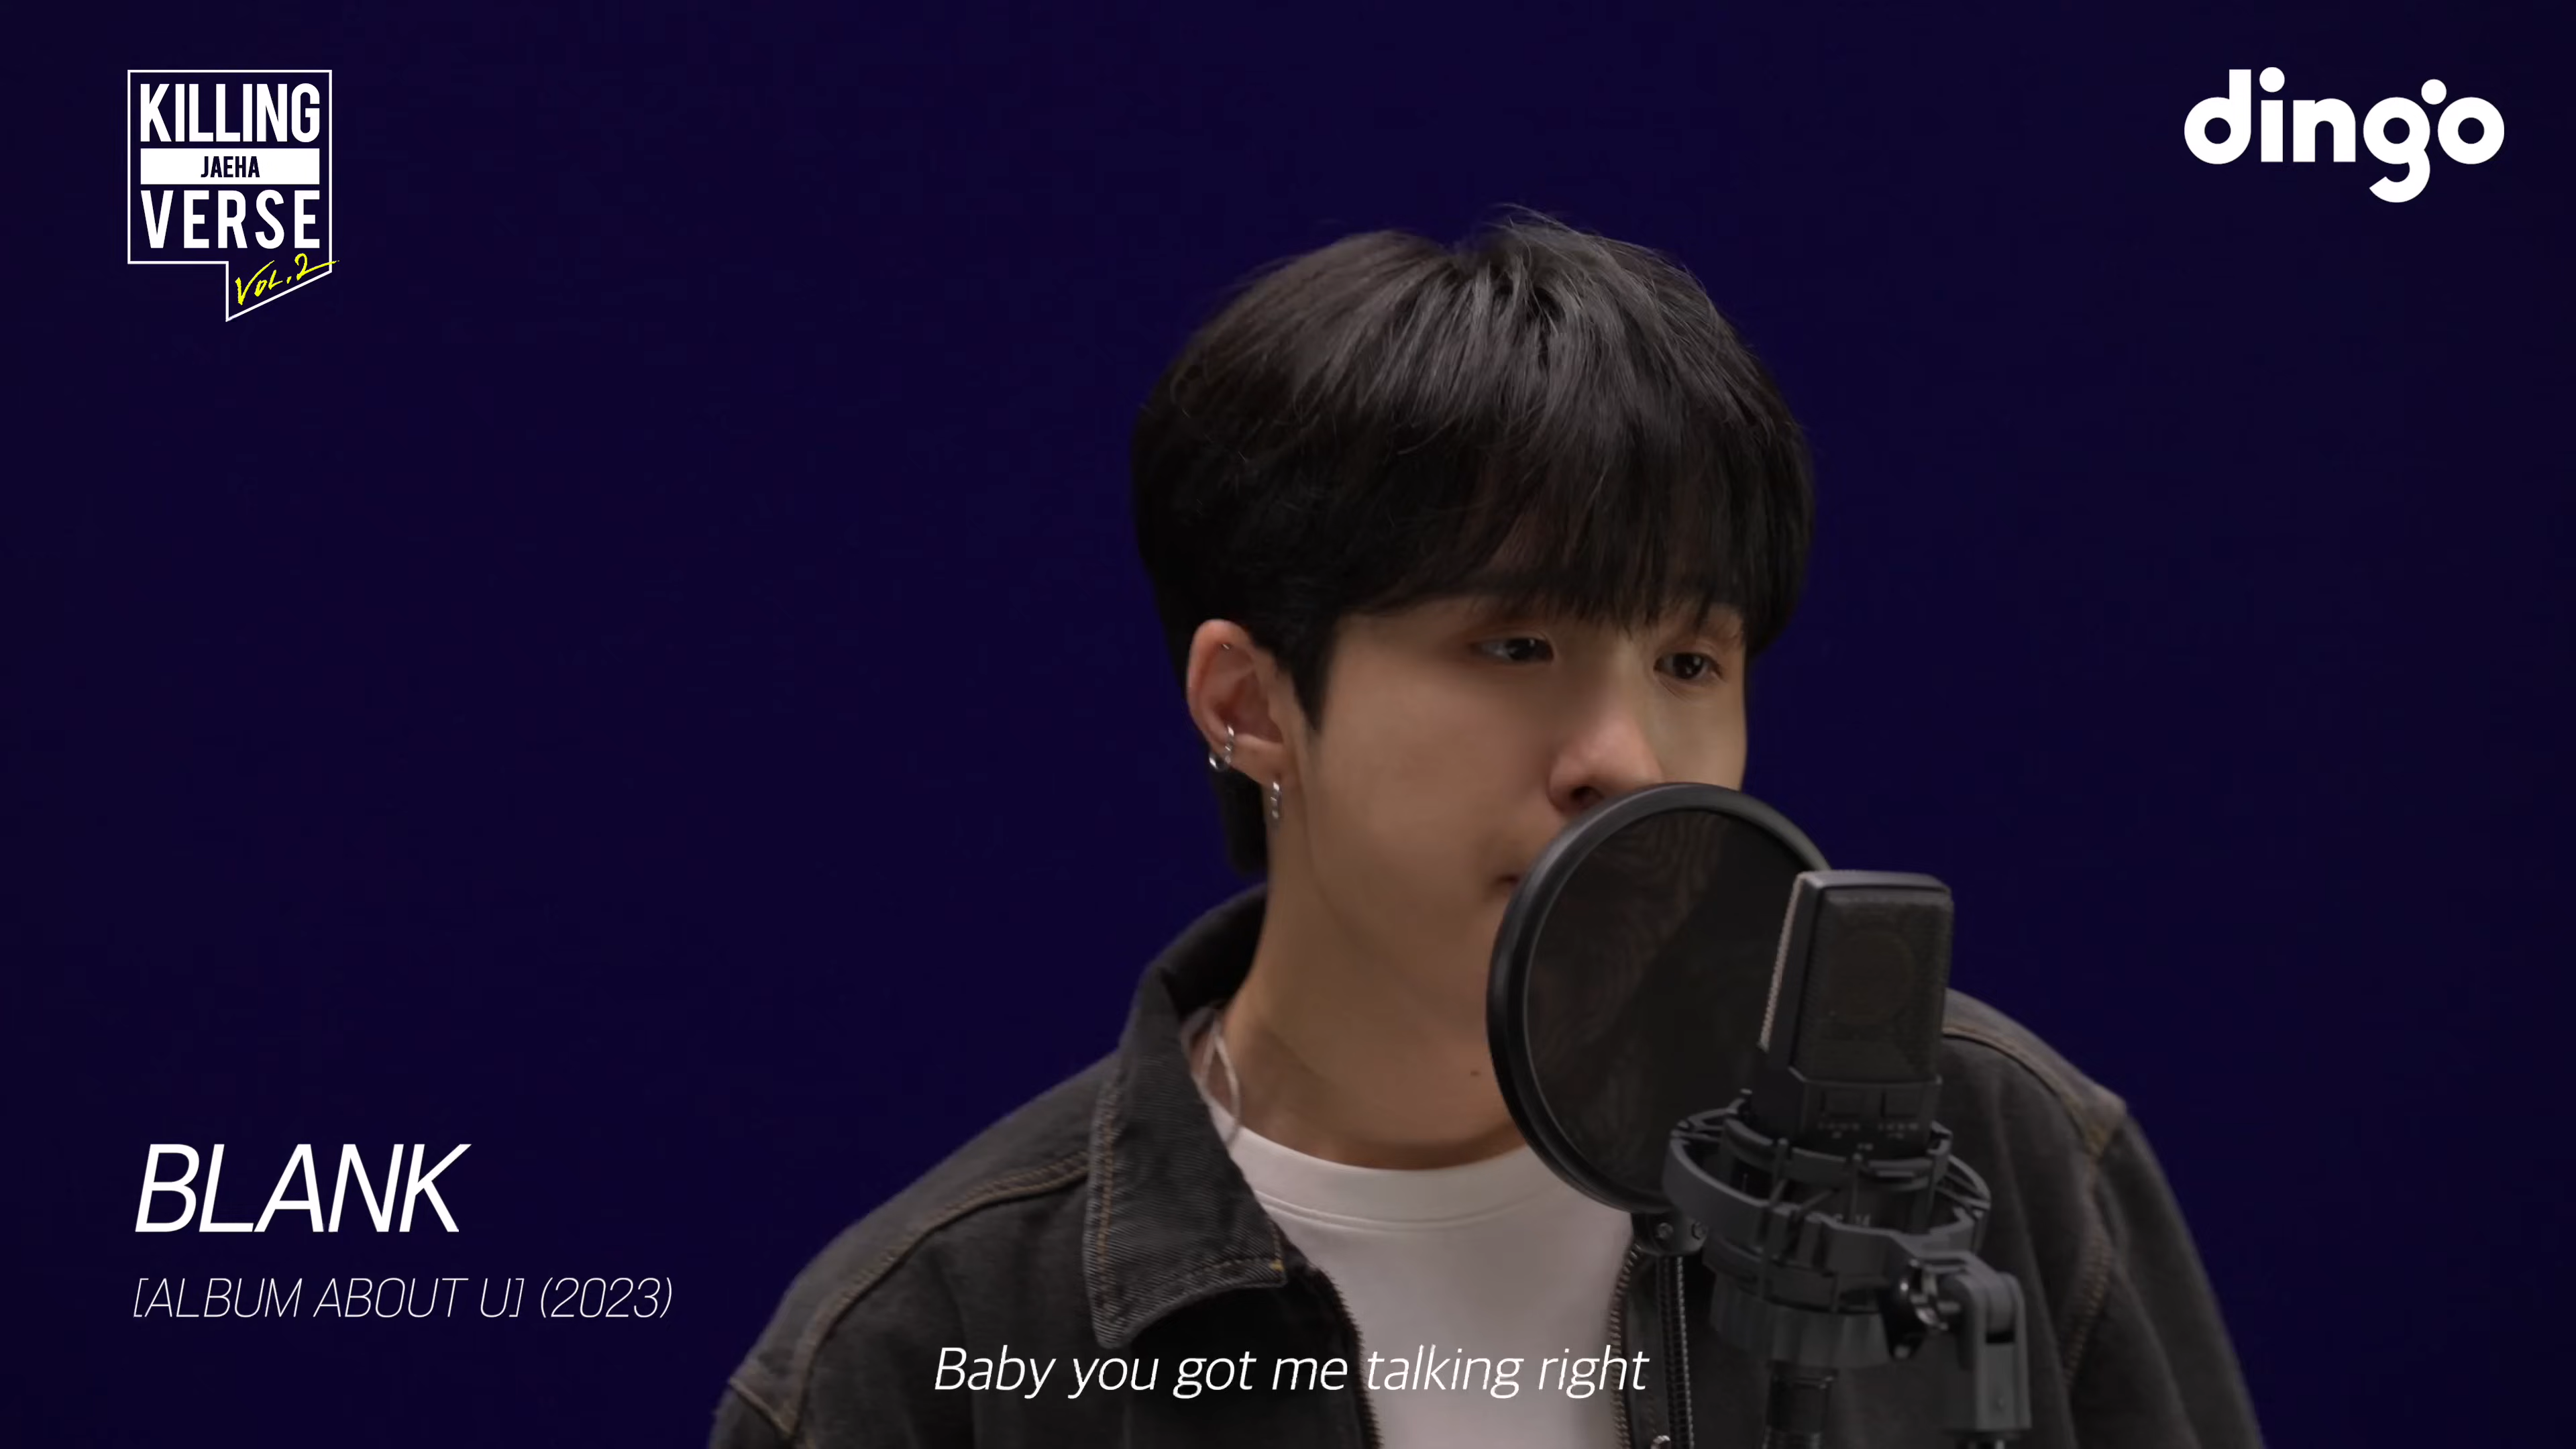 KILLING
JAEHA
VERSE
VOL.2
dingo
BLANK
[ALBUM ABOUT U] (2023)
Baby you got me talking right